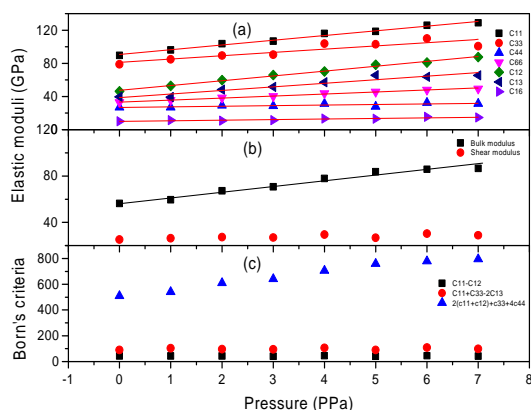 (a)
C11
C33
C44
C66
C12
C13
C16
120
80
40
0
Elastic moduli (GPa)
(b)
Bulk modulus
Shear modulus
120
80
40
(c)
C11-C12
C11+C33-2C13
2(c11+c12)+c33+4c44
800
600
400
200
0
Born's criteria
-1 0 1 2 3 4 5 6 7 8
Pressure (PPa)